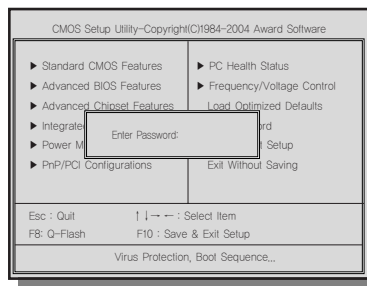 CMOS Setup Utility-Copyright(C)1984-2004 Award Software
▶ Standard CMOS Features
▶ Advanced BIOS Features
▶ Advanced Chipset Features
▶ Integrate
▶ Power M
▶ PnP/PCI Configurations
▶ PC Health Status
▶ Frequency/Voltage Control
Load Optimized Defaults
rd
t Setup
Exit Without Saving
Enter Password:
Esc : Quit ↑↓→ ←: Select Item
F8: Q-Flash F10 : Save & Exit Setup
Virus Protection, Boot Sequence...